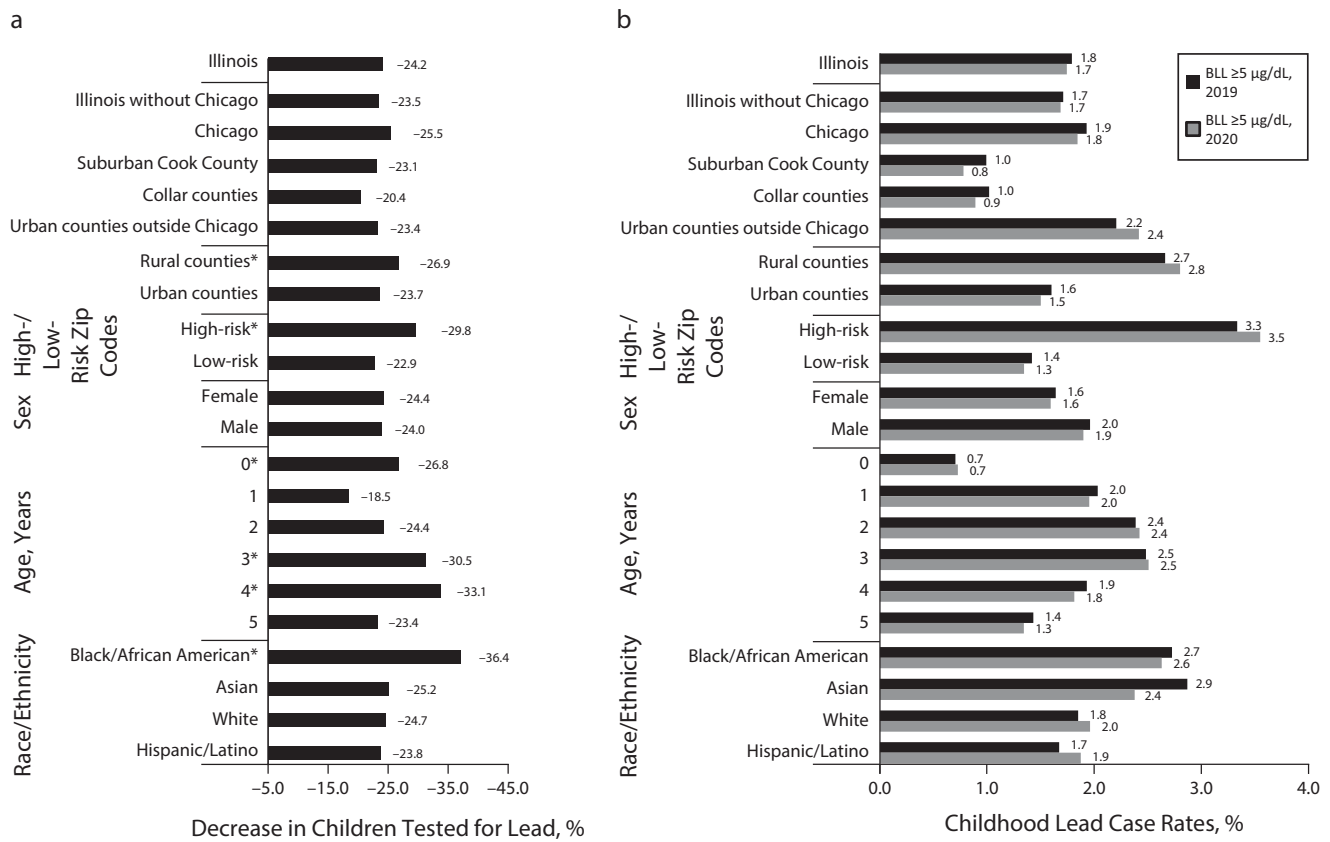 a
Illinois
–24.2
Illinois without Chicago
–23.5
Chicago
–25.5
Suburban Cook County
–23.1
Collar counties
–20.4
Urban counties outside Chicago
–23.4
Rural counties*
–26.9
Urban counties
–23.7
High-/
Low-
Risk Zip
Codes
High-risk*
–29.8
Low-risk
–22.9
Sex
Female
–24.4
Male
–24.0
Age, Years
0*
–26.8
1
–18.5
2
–24.4
3*
–30.5
4*
–33.1
5
–23.4
Race/Ethnicity
Black/African American*
–36.4
Asian
–25.2
White
–24.7
Hispanic/Latino
–23.8
–5.0 –15.0 –25.0 –35.0 –45.0
Decrease in Children Tested for Lead, %
b
BLL ≥5 µg/dL,
2019
BLL ≥5 µg/dL,
2020
Illinois
1.8
1.7
Illinois without Chicago
1.7
1.7
Chicago
1.9
1.8
Suburban Cook County
1.0
0.8
Collar counties
1.0
0.9
Urban counties outside Chicago
2.2
2.4
Rural counties
2.7
2.8
Urban counties
1.6
1.5
High-/
Low-
Risk Zip
Codes
High-risk
3.3
3.5
Low-risk
1.4
1.3
Sex
Female
1.6
1.6
Male
2.0
1.9
Age, Years
0
0.7
0.7
1
2.0
2.0
2
2.4
2.4
3
2.5
2.5
4
1.9
1.8
5
1.4
1.3
Race/Ethnicity
Black/African American
2.7
2.6
Asian
2.9
2.4
White
1.8
2.0
Hispanic/Latino
1.7
1.9
0.0 1.0 2.0 3.0 4.0
Childhood Lead Case Rates, %